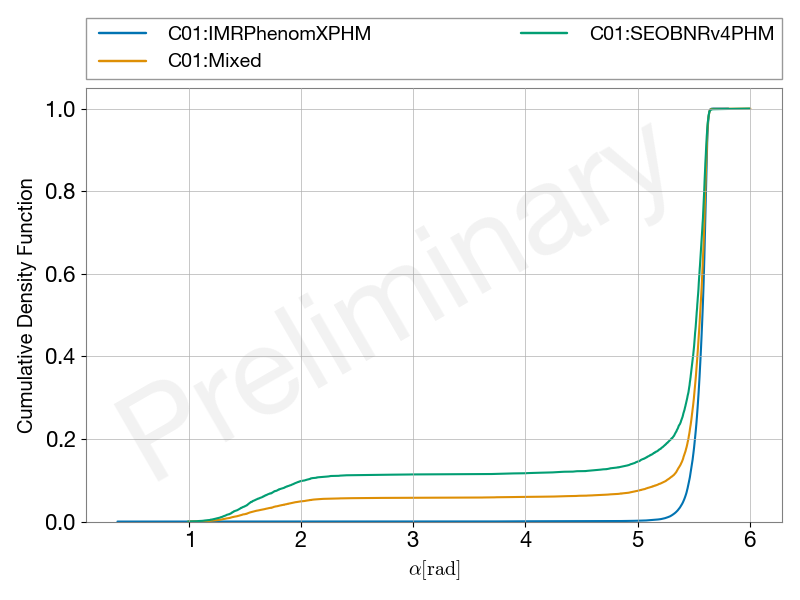 C01:IMRPhenomXPHM C01:SEOBNRv4PHM
C01:Mixed
1.0
0.8
0.6
0.4
0.2
0.0
Cumulative Density Function
Preliminary
1 2 3 4 5 6
α[rad]